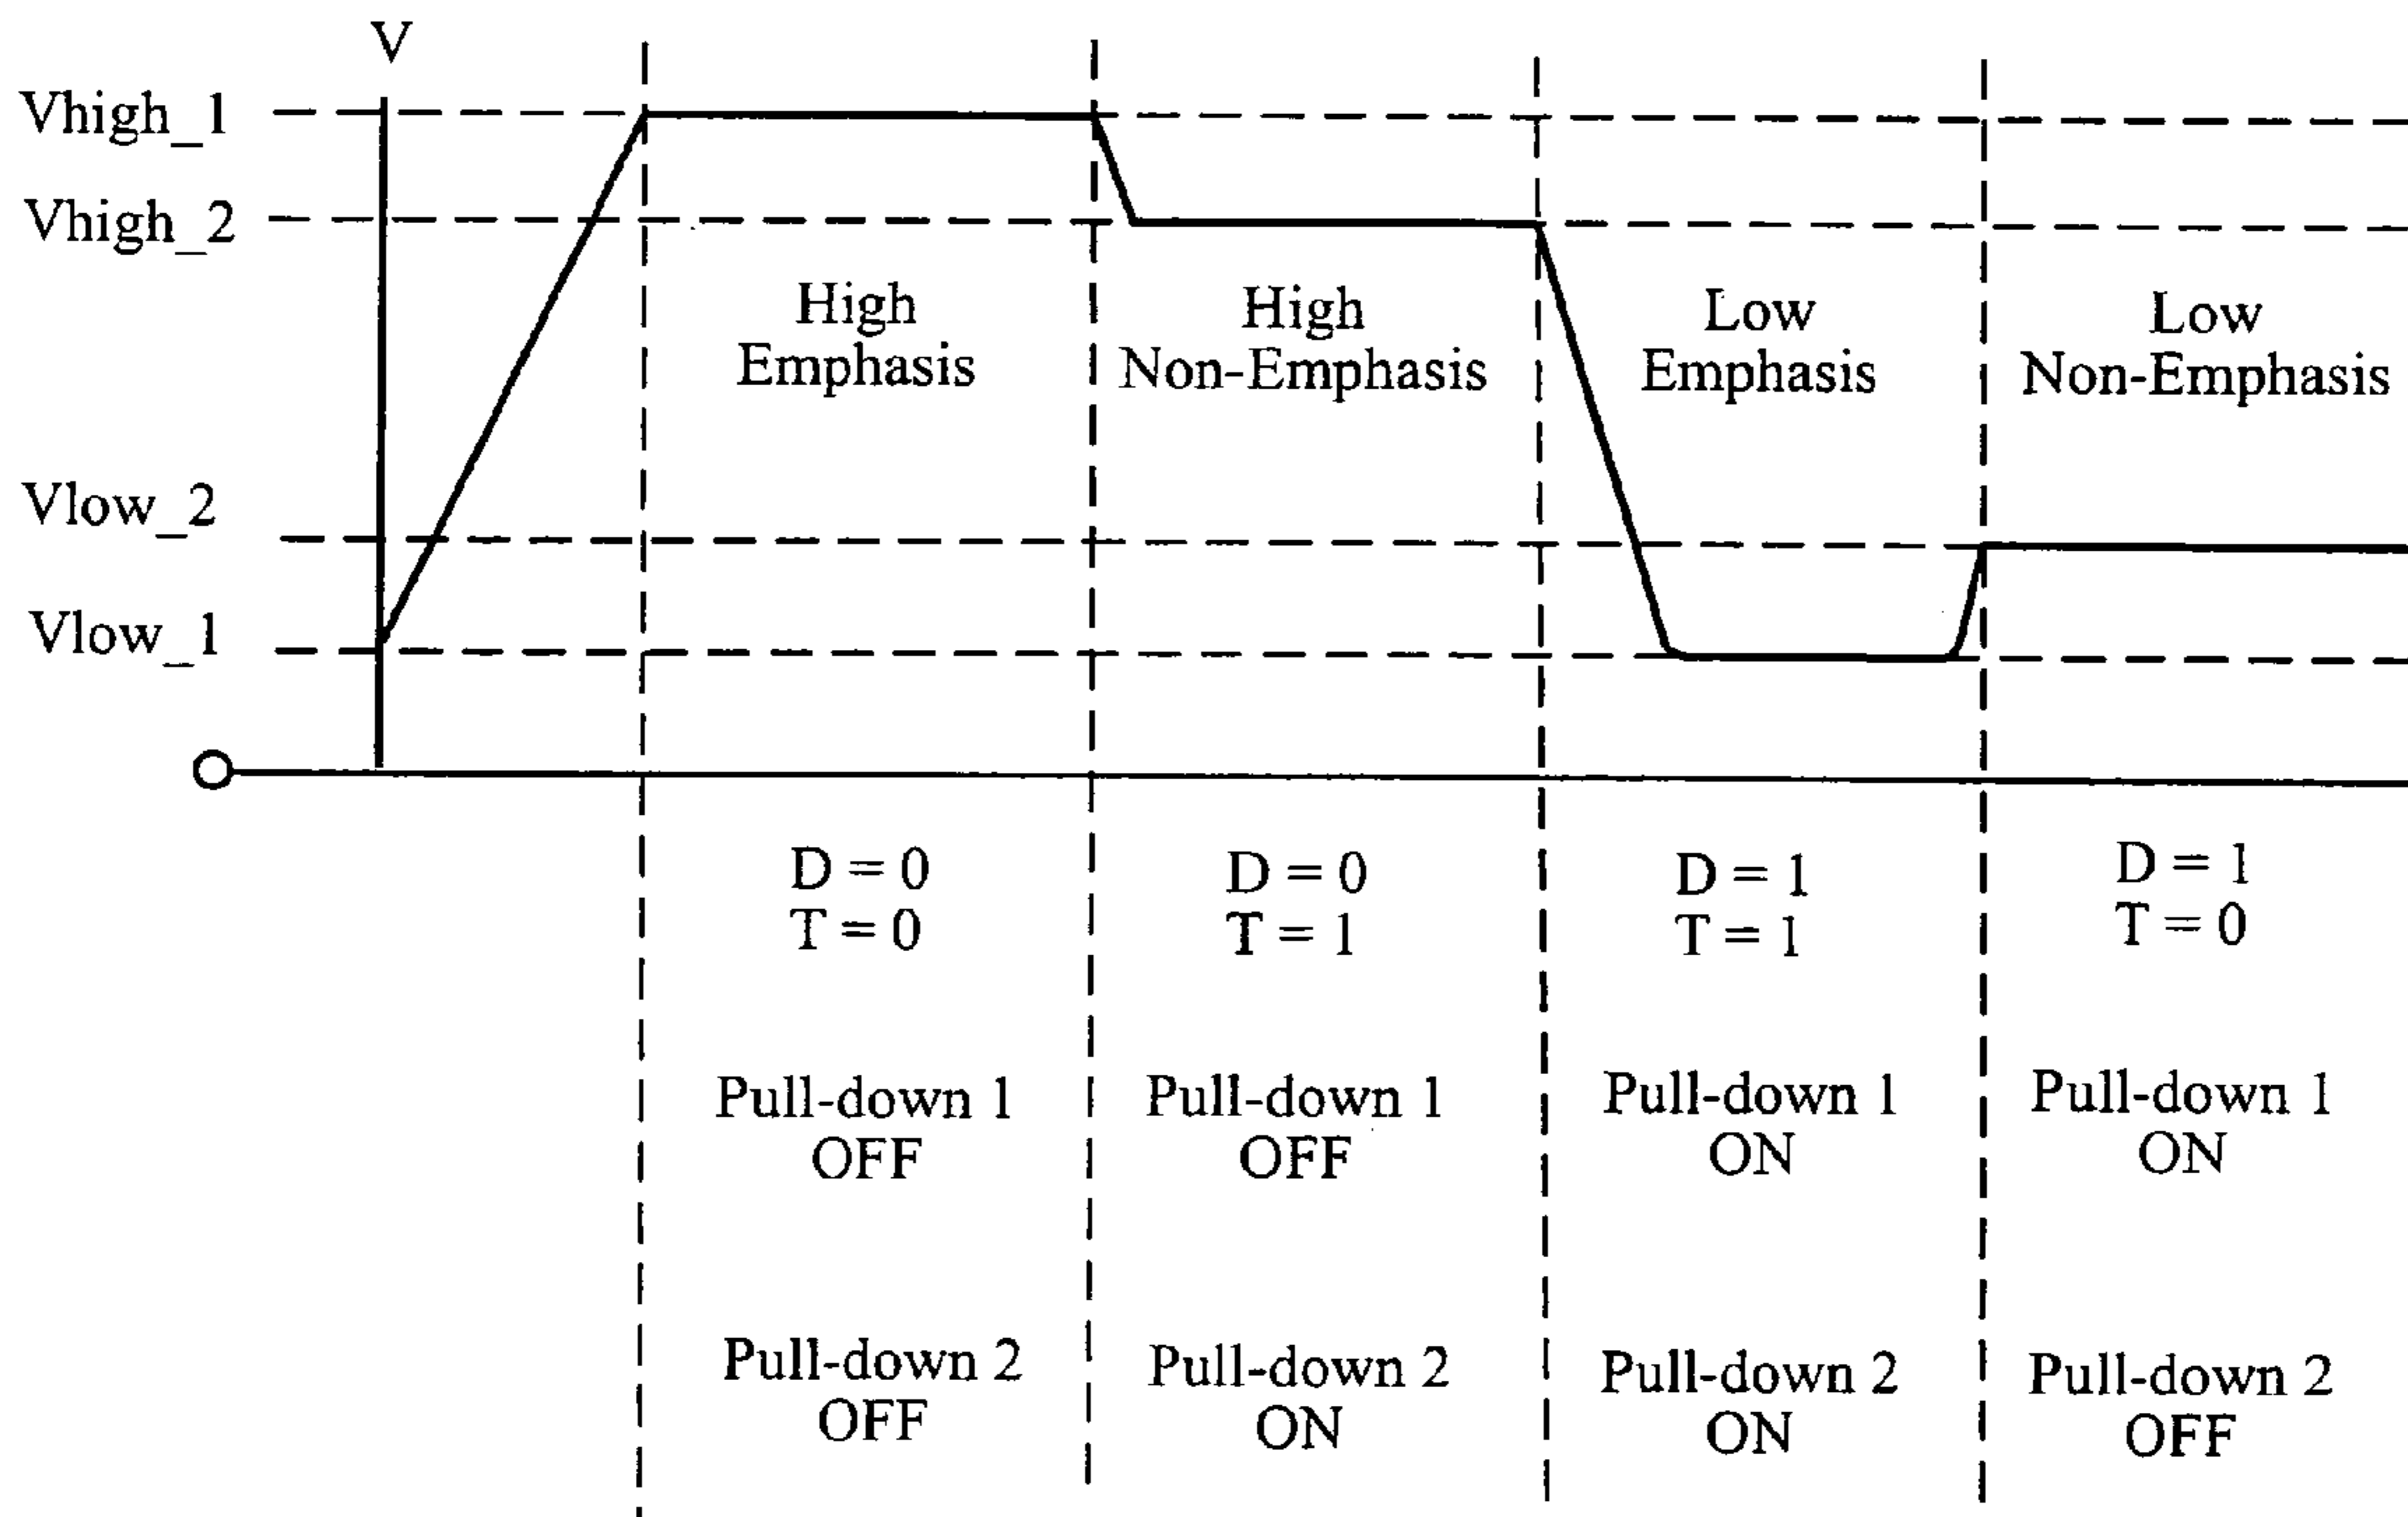 V
Vhigh_1
Vhigh_2
High
Emphasis
High
Non-Emphasis
Low
Emphasis
Low
Non-Emphasis
Vlow_2
Vlow_1
D = 0
T = 0
D = 0
T = 1
D = 1
T = 1
D = 1
T = 0
Pull-down 1
OFF
Pull-down 1
OFF
Pull-down 1
ON
Pull-down 1
ON
Pull-down 2
OFF
Pull-down 2
ON
Pull-down 2
ON
Pull-down 2
OFF